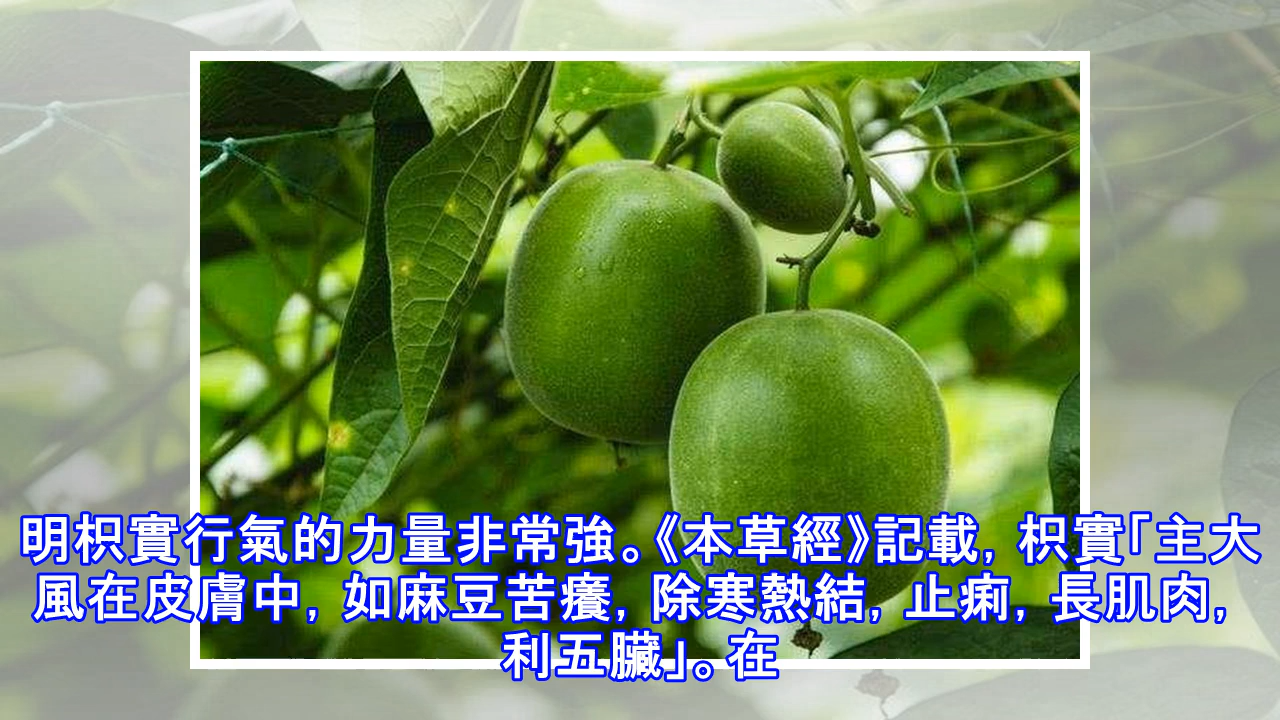 明枳實行氣的力量非常強。《本草經》記載，枳實「主大
風在皮膚中，如麻豆苦癢，除寒熱結，止痢，長肌肉，
利五臟」。在